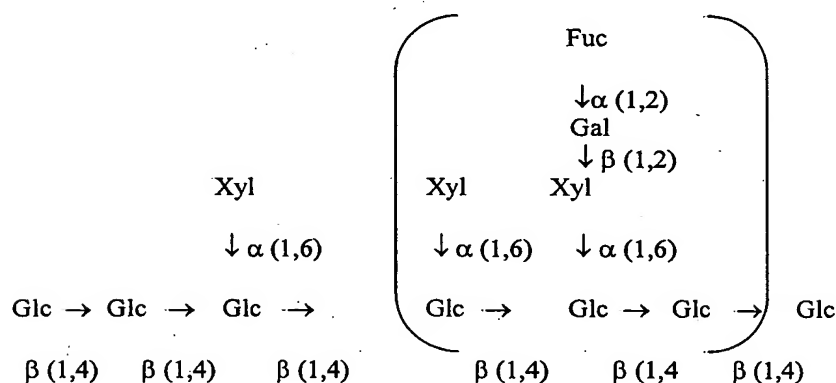 Fuc
↓α (1,2)
Gal
↓ β (1,2)
Xyl Xyl Xyl
↓ α (1,6) ↓ α (1,6) ↓ α (1,6)
Glc → Glc → Glc → Glc → Glc → Glc → Glc
β (1,4) β (1,4) β (1,4) β (1,4) β (1,4 β (1,4)